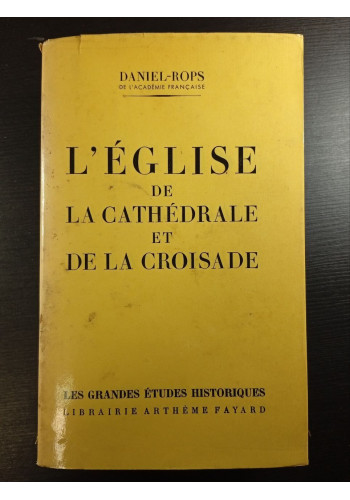 DANIEL-ROPS
DE L'ACADÉMIE FRANÇAISE
L'ÉGLISE
DE
LA CATHÉDRALE
ET
DE LA CROISADE
LES GRANDES ÉTUDES HISTORIQUES
LIBRAIRIE ARTHÈME FAYARD